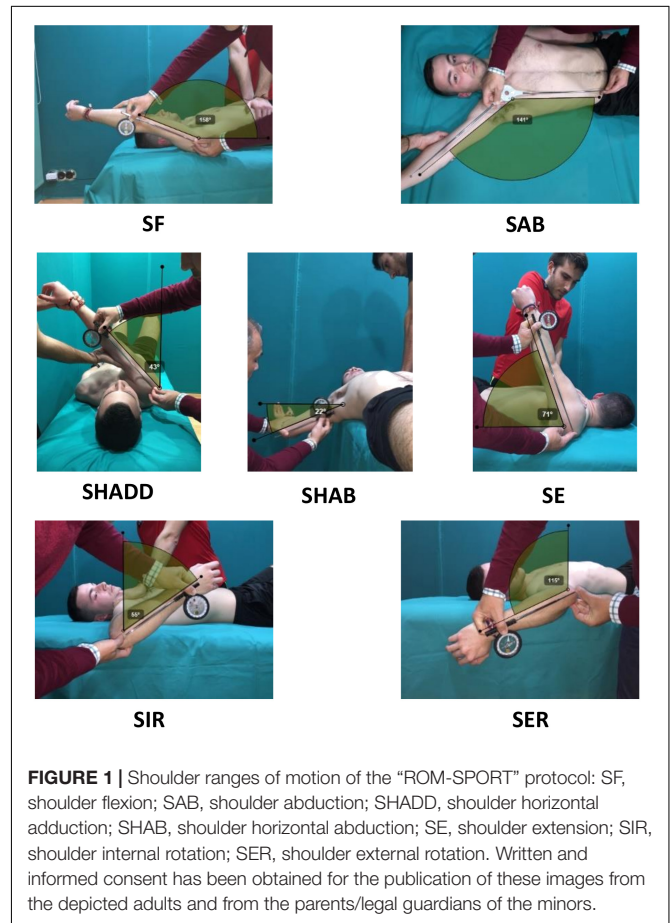 158°
141°
SF
SAB
43°
22°
71°
SHADD
SHAB
SE
55°
115°
SIR
SER
FIGURE 1 | Shoulder ranges of motion of the “ROM-SPORT” protocol: SF,
shoulder flexion; SAB, shoulder abduction; SHADD, shoulder horizontal
adduction; SHAB, shoulder horizontal abduction; SE, shoulder extension; SIR,
shoulder internal rotation; SER, shoulder external rotation. Written and
informed consent has been obtained for the publication of these images from
the depicted adults and from the parents/legal guardians of the minors.